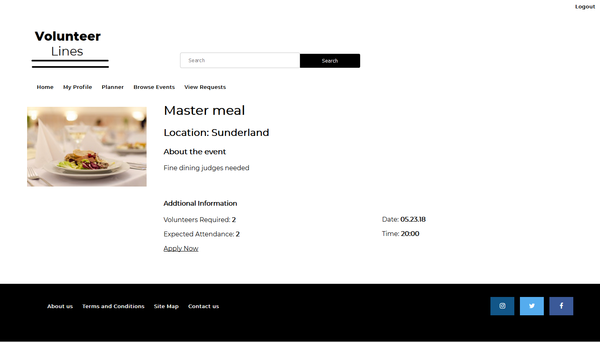 Logout
Volunteer
Lines
Search
Search
Home My Profile Planner Browse Events View Requests
Master meal
Location: Sunderland
About the event
Fine dining judges needed
Addtional Information
Volunteers Required: 2 Date: 05.23.18
Expected Attendance: 2 Time: 20:00
Apply Now
About us Terms and Conditions Site Map Contact us